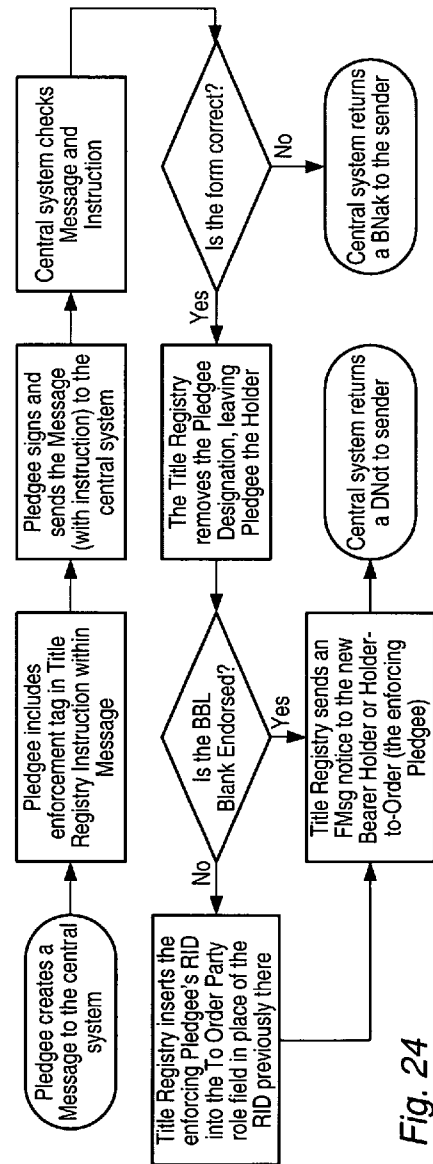 Pledgee creates a
Message to the central
system
Pledgee includes
enforcement tag in Title
Registry Instruction within
Message
Pledgee signs and
sends the Message
(with instruction) to the
central system
Central system checks
Message and
Instruction
Is the form correct?
No
Central system returns
a BNak to the sender
Yes
The Title Registry
removes the Pledgee
Designation, leaving
Pledgee the Holder
Is the BBL
Blank Endorsed?
No
Title Registry inserts the
enforcing Pledgee's RID
into the To Order Party
role field in place of the
RID previously there
Yes
Title Registry sends an
FMsg notice to the new
Bearer Holder or Holder-
to-Order (the enforcing
Pledgee)
Central system returns
a DNot to sender
Fig. 24